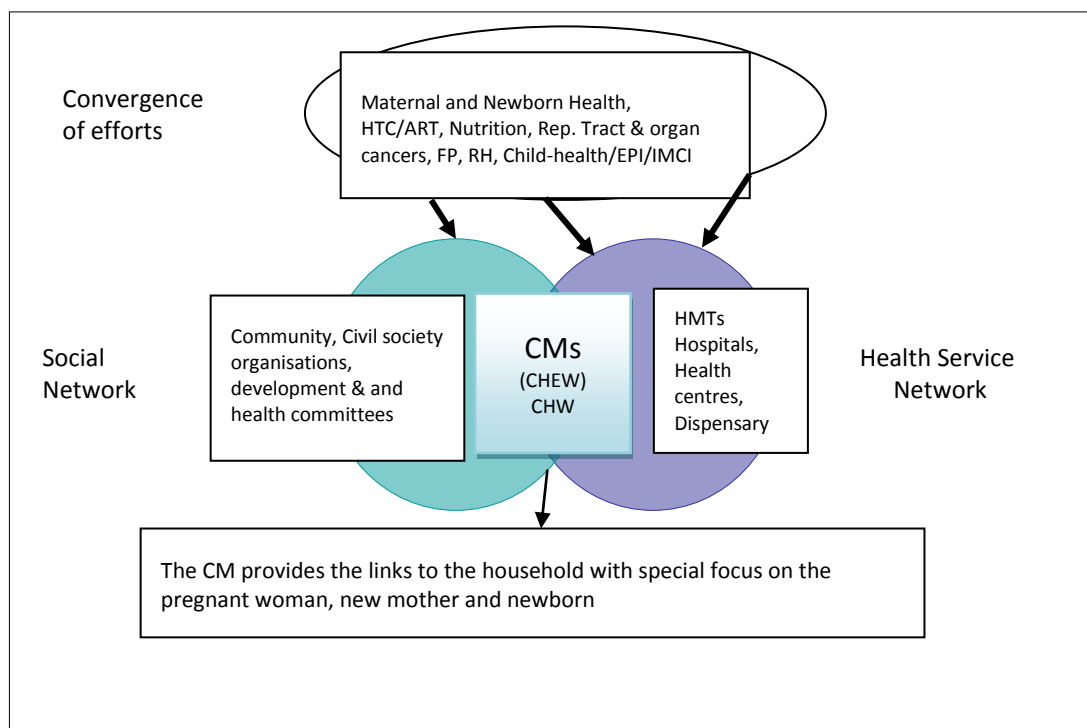 Convergence
of efforts
Maternal and Newborn Health,
HTC/ART, Nutrition, Rep. Tract & organ
cancers, FP, RH, Child-health/EPI/IMCI
Social
Network
Community, Civil society
organisations,
development & and
health committees
CMs
(CHEW)
CHW
HMTs
Hospitals,
Health
centres,
Dispensary
Health Service
Network
The CM provides the links to the household with special focus on the
pregnant woman, new mother and newborn